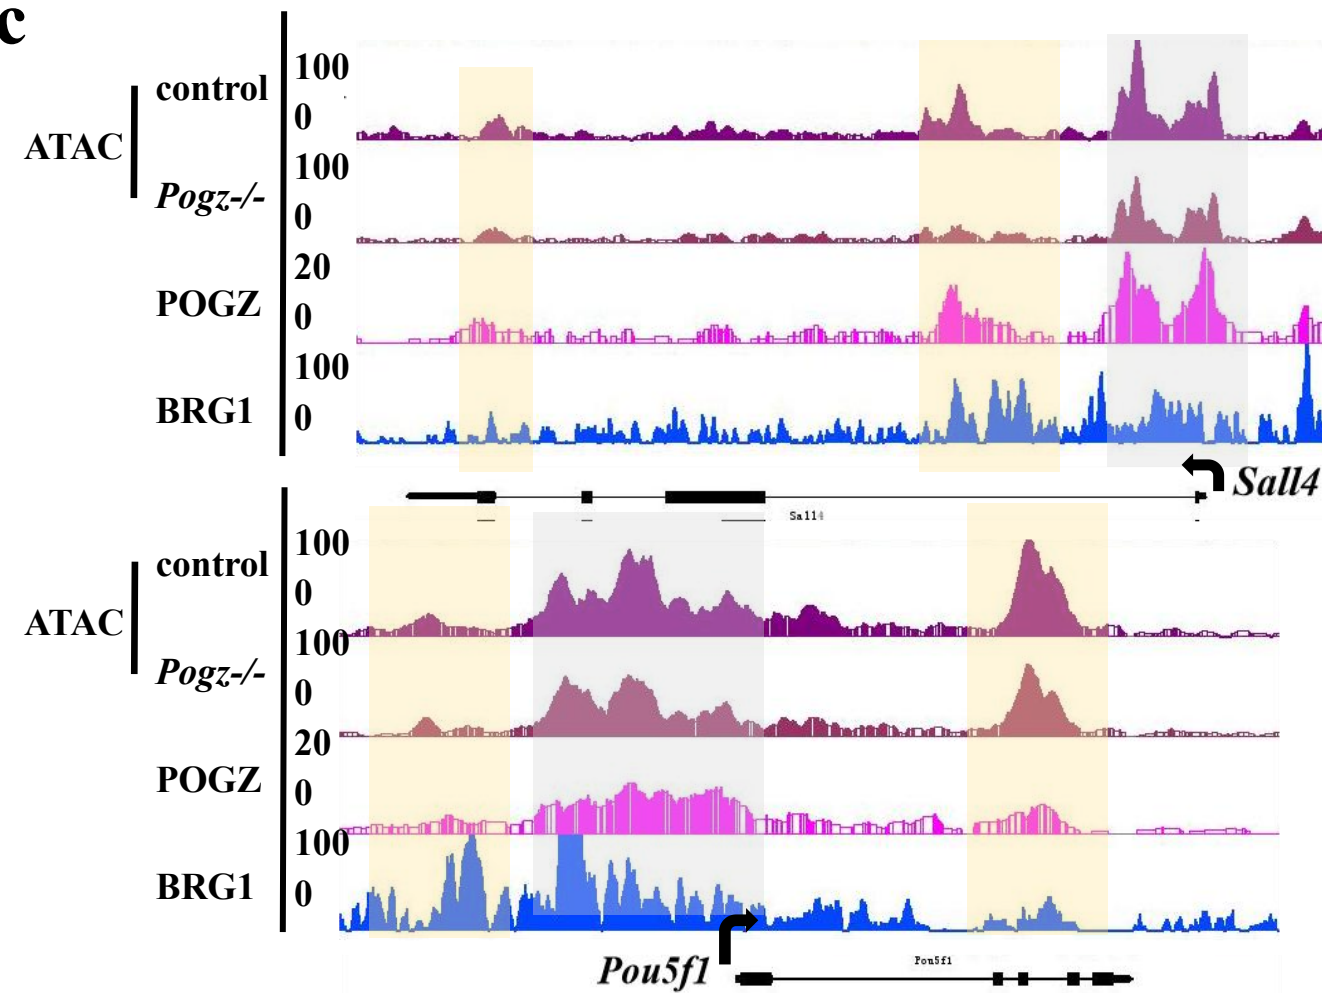 c
ATAC
control
100
0
Pogz-/-
100
0
POGZ
20
0
BRG1
100
0
Sall4
Sall4
ATAC
control
100
0
Pogz-/-
100
0
POGZ
20
0
BRG1
100
0
Pou5f1
Pou5f1